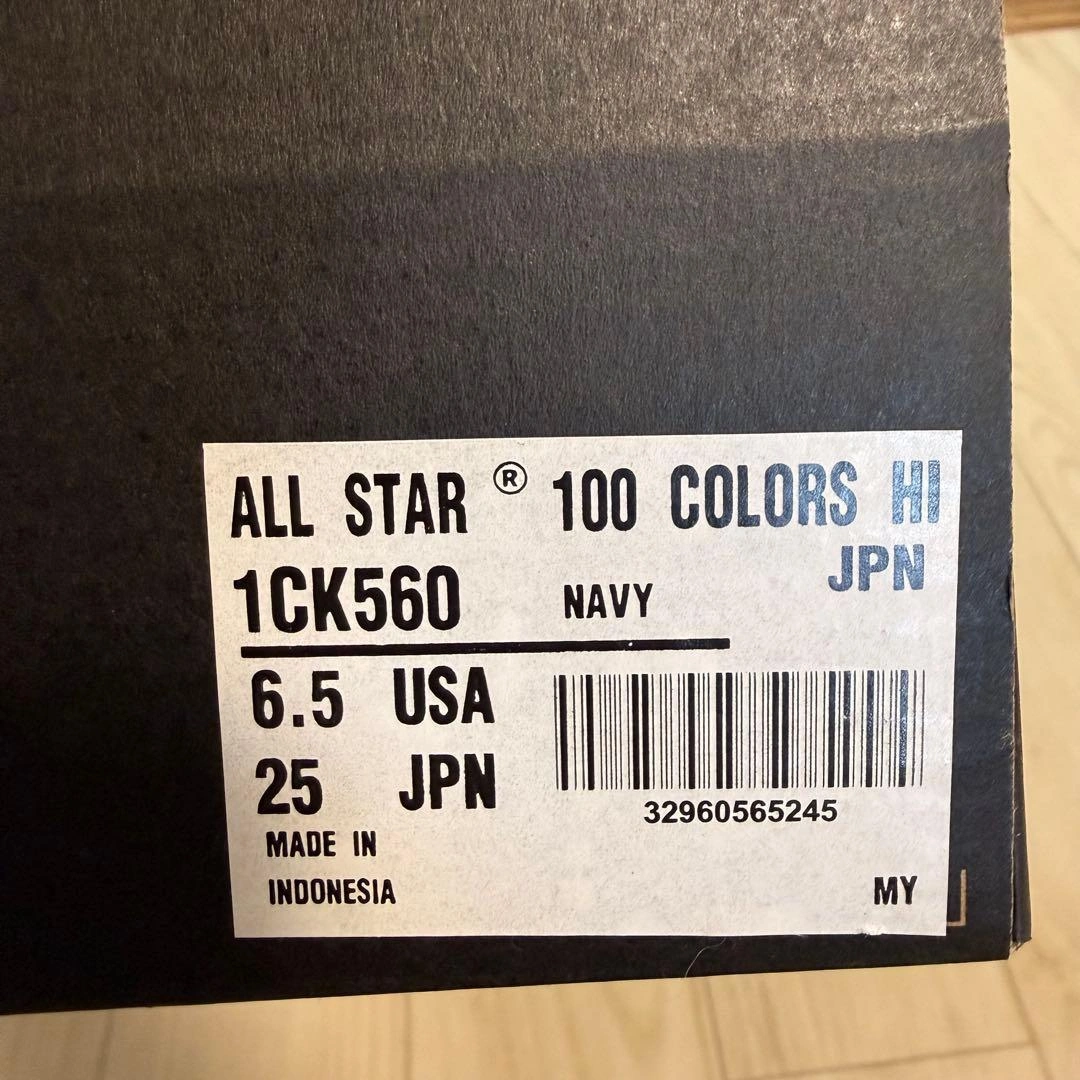 ALL STAR ® 100 COLORS HI
JPN
1CK560 NAVY
6.5 USA
25 JPN
32960565245
MADE IN
INDONESIA
MY